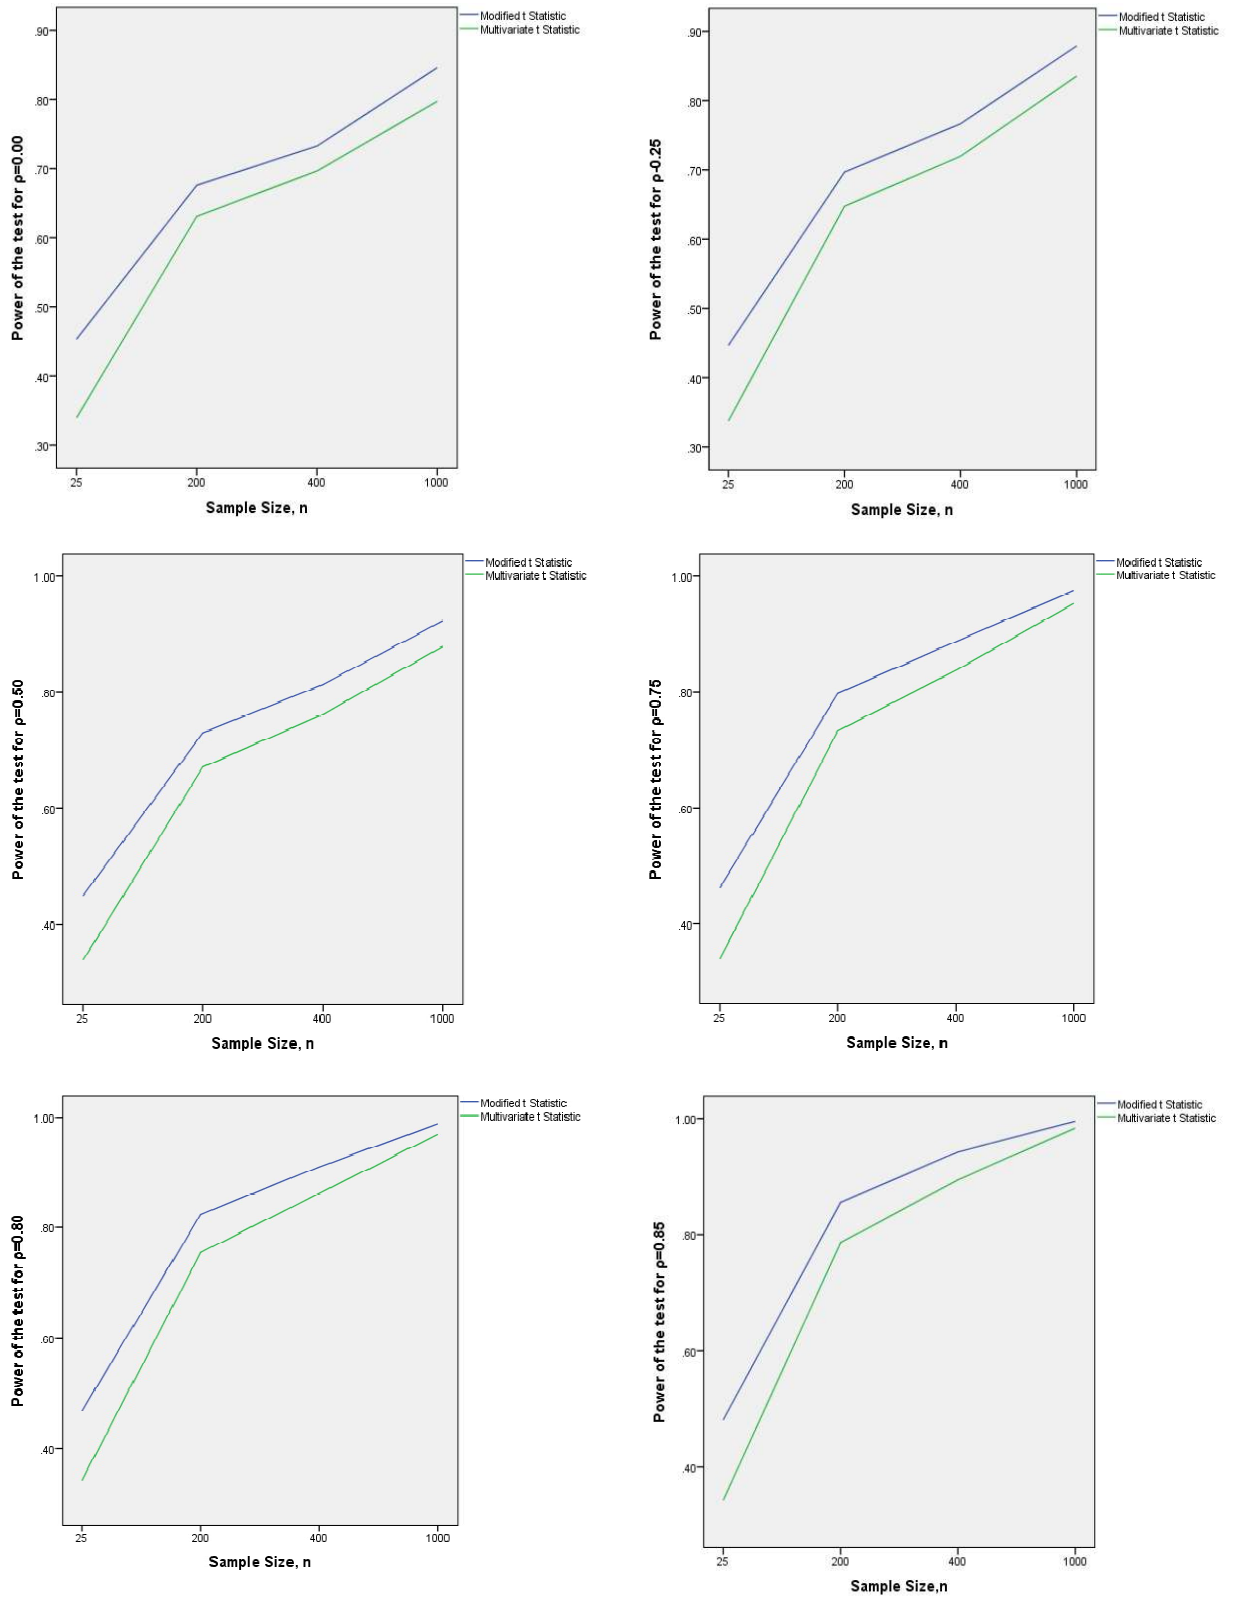 Modified t Statistic
Multivariate t Statistic
.90
.80
.70
.60
.50
.40
.30
25 200 400 1000
Sample Size, n
Power of the test for ρ=0.00
Modified t Statistic
Multivariate t Statistic
.90
.80
.70
.60
.50
.40
.30
25 200 400 1000
Sample Size, n
Power of the test for ρ-0.25
Modified t Statistic
Multivariate t Statistic
1.00
.80
.60
.40
25 200 400 1000
Sample Size, n
Power of the test for ρ=0.50
Modified t Statistic
Multivariate t Statistic
1.00
.80
.60
.40
25 200 400 1000
Sample Size, n
Power of the test for ρ=0.75
Modified t Statistic
Multivariate t Statistic
1.00
.80
.60
.40
25 200 400 1000
Sample Size, n
Power of the test for ρ=0.80
Modified t Statistic
Multivariate t Statistic
1.00
.80
.60
.40
25 200 400 1000
Sample Size,n
Power of the test for ρ=0.85